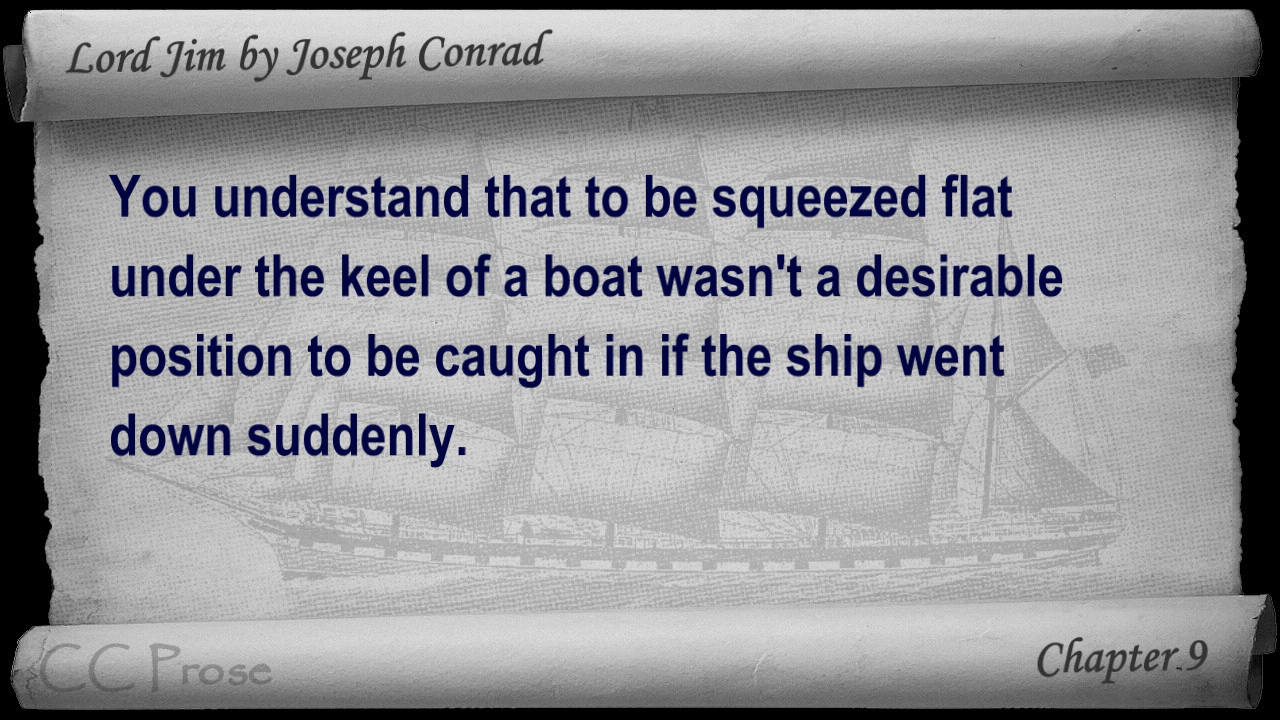 Lord Jim by Joseph Conrad
You understand that to be squeezed flat
under the keel of a boat wasn't a desirable
position to be caught in if the ship went
down suddenly.
CC Prose
Chapter 9